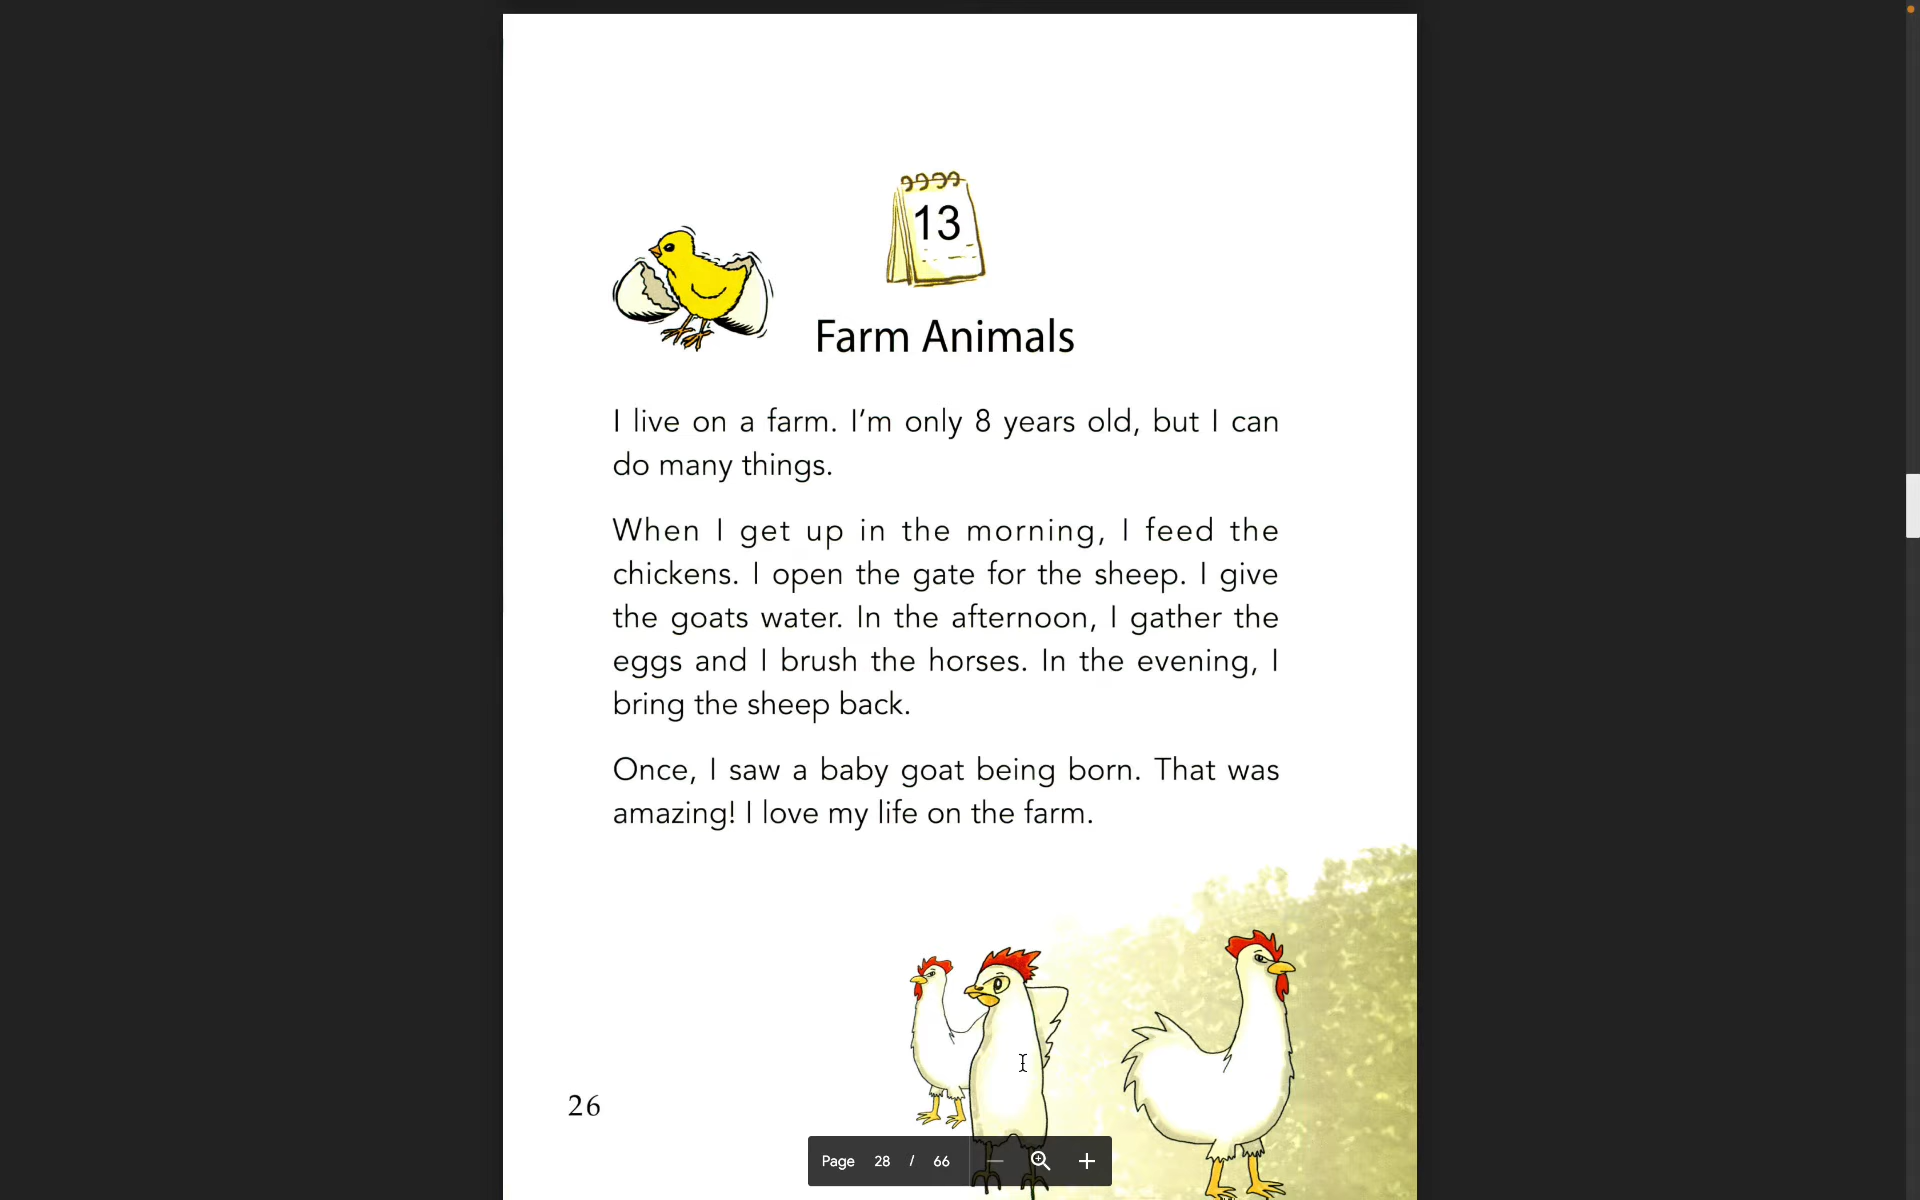 13
Farm Animals
I live on a farm. I’m only 8 years old, but I can
do many things.
When I get up in the morning, I feed the
chickens. I open the gate for the sheep. I give
the goats water. In the afternoon, I gather the
eggs and I brush the horses. In the evening, I
bring the sheep back.
Once, I saw a baby goat being born. That was
amazing! I love my life on the farm.
26
Page 28 / 66